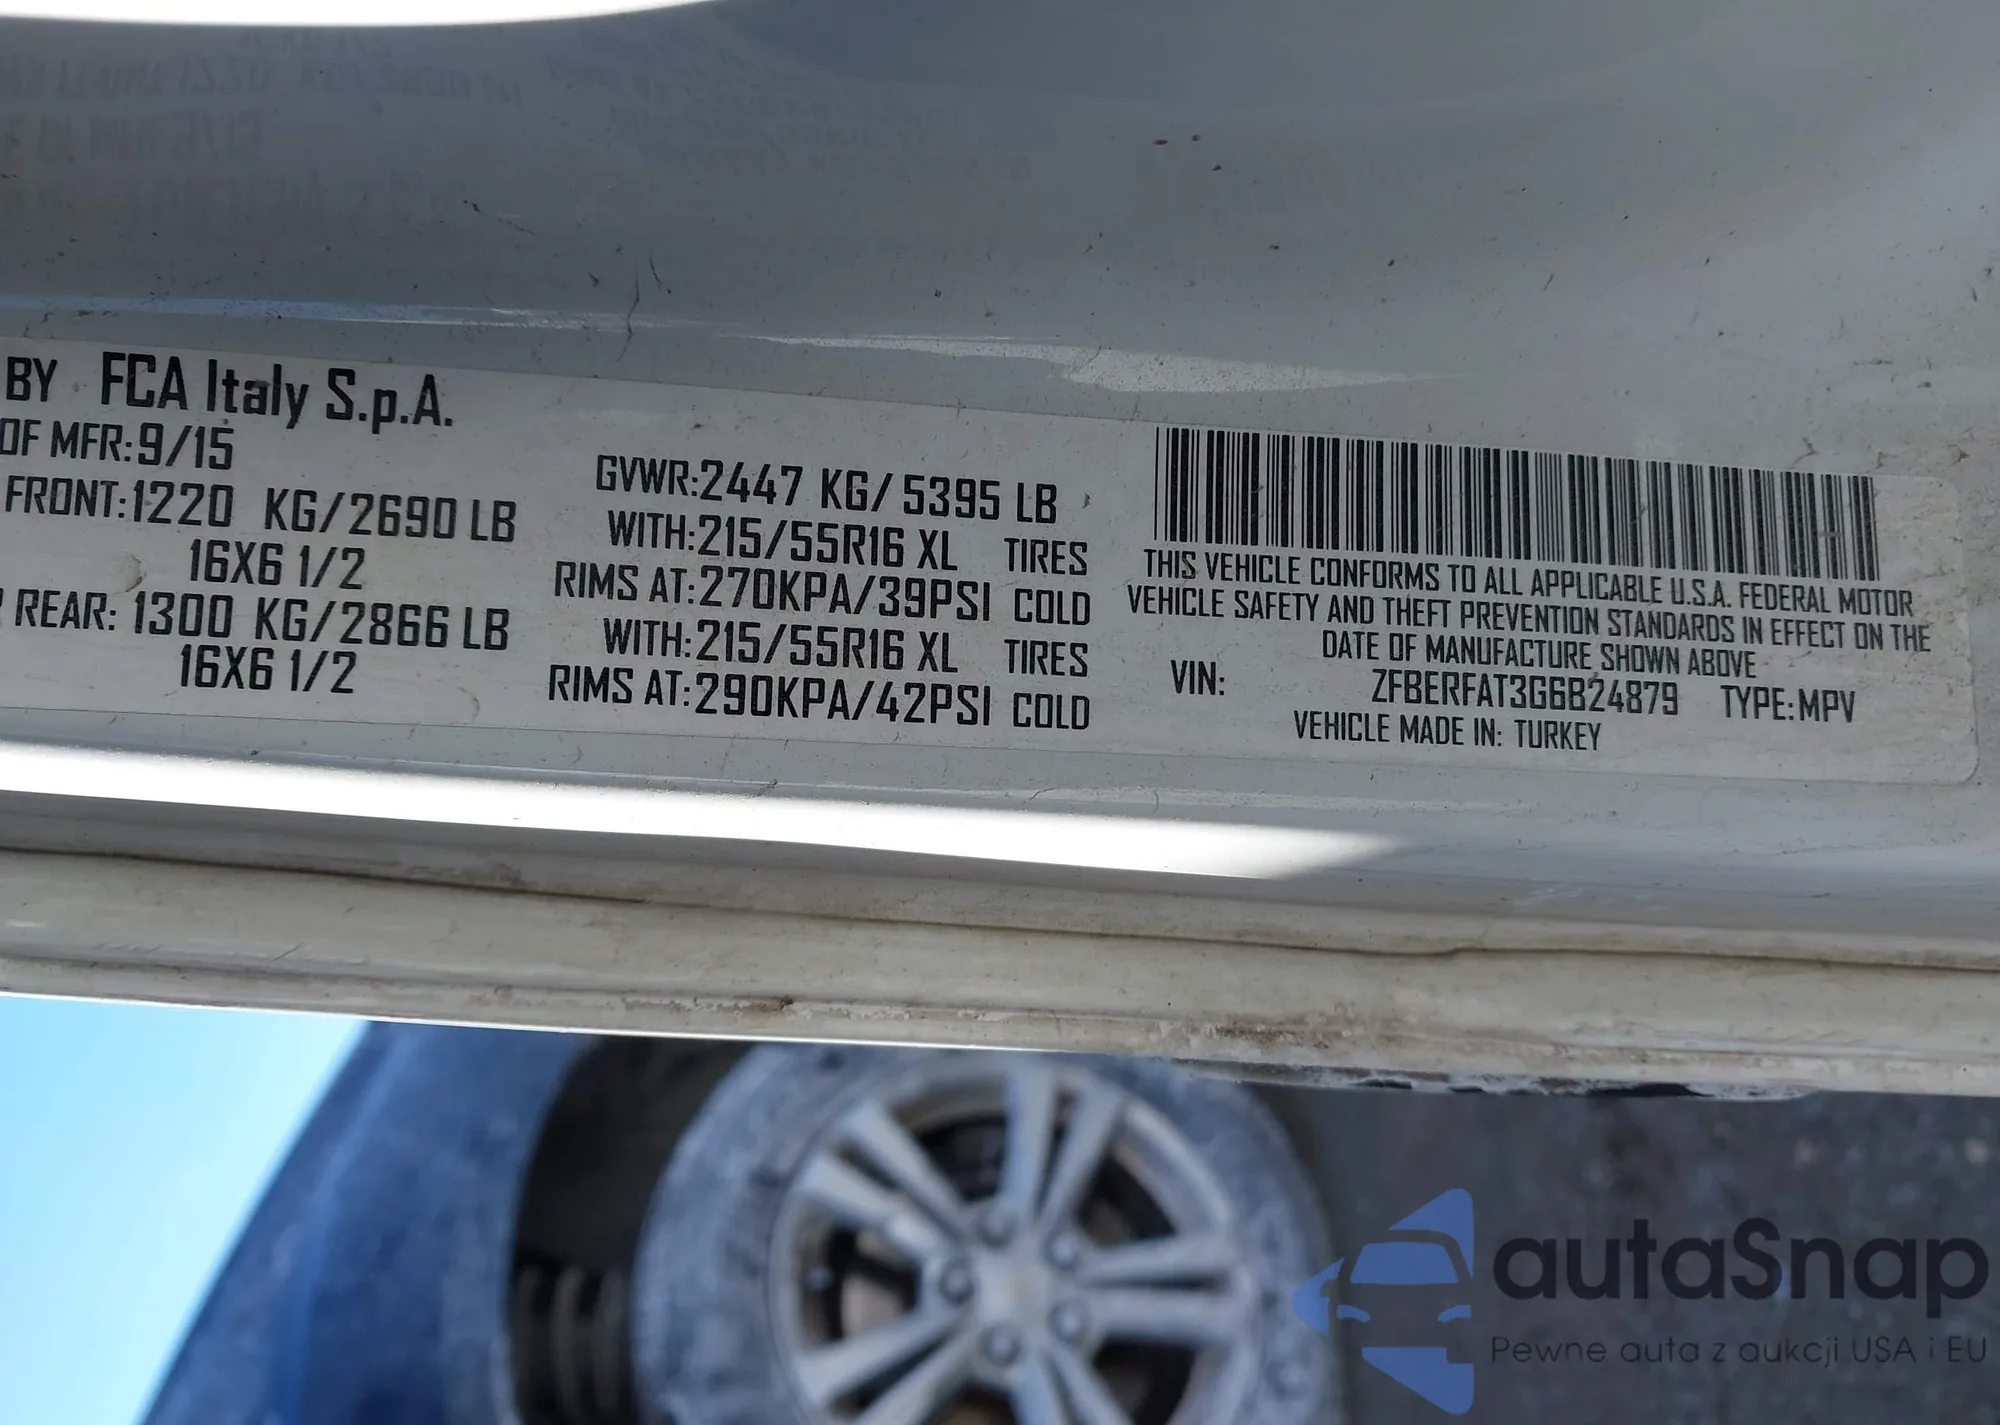 BY FCA Italy S.p.A.
OF MFR:9/15
FRONT:1220 KG/2690 LB
16X6 1/2
REAR: 1300 KG/2866 LB
16X6 1/2
GVWR:2447 KG/5395 LB
WITH:215/55R16 XL TIRES
RIMS AT:270KPA/39PSI COLD
WITH:215/55R16 XL TIRES
RIMS AT:290KPA/42PSI COLD
THIS VEHICLE CONFORMS TO ALL APPLICABLE U.S.A. FEDERAL MOTOR
VEHICLE SAFETY AND THEFT PREVENTION STANDARDS IN EFFECT ON THE
DATE OF MANUFACTURE SHOWN ABOVE
VIN: ZFBERFAT3G6B24879 TYPE:MPV
VEHICLE MADE IN: TURKEY
autaSnap
Pewne auta z aukcji USA i EU